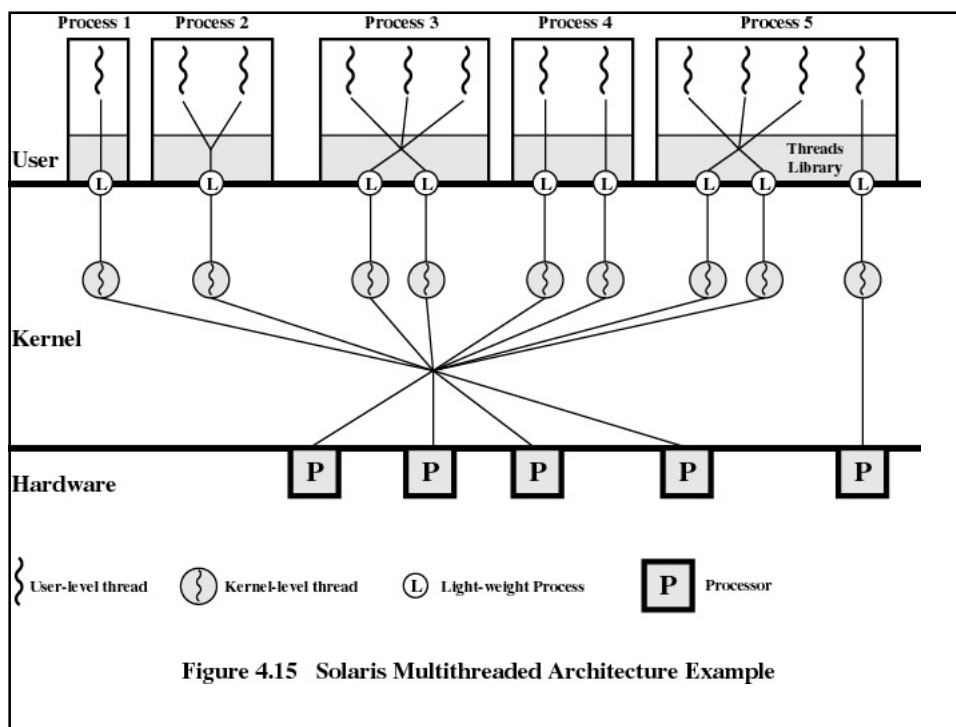 Process 1 Process 2 Process 3 Process 4 Process 5
User
Threads
Library
L L L L L L L L L
Kernel
P P P P P
Hardware
User-level thread Kernel-level thread L Light-weight Process P Processor
Figure 4.15 Solaris Multithreaded Architecture Example